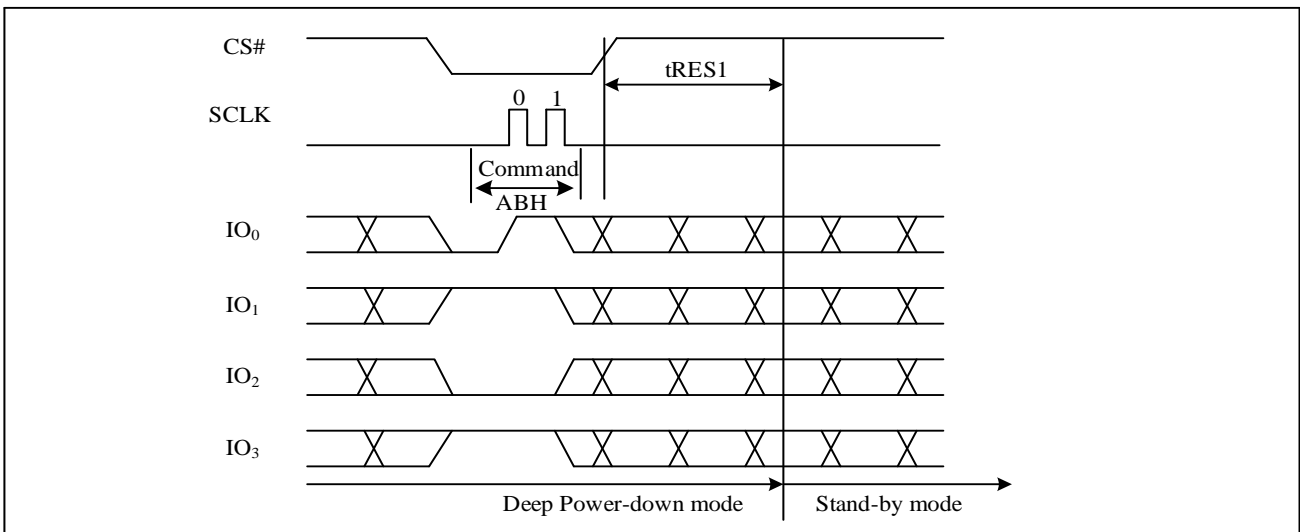 CS#
tRES1
SCLK
0 1
Command
ABH
IO₀
IO₁
IO₂
IO₃
Deep Power-down mode
Stand-by mode